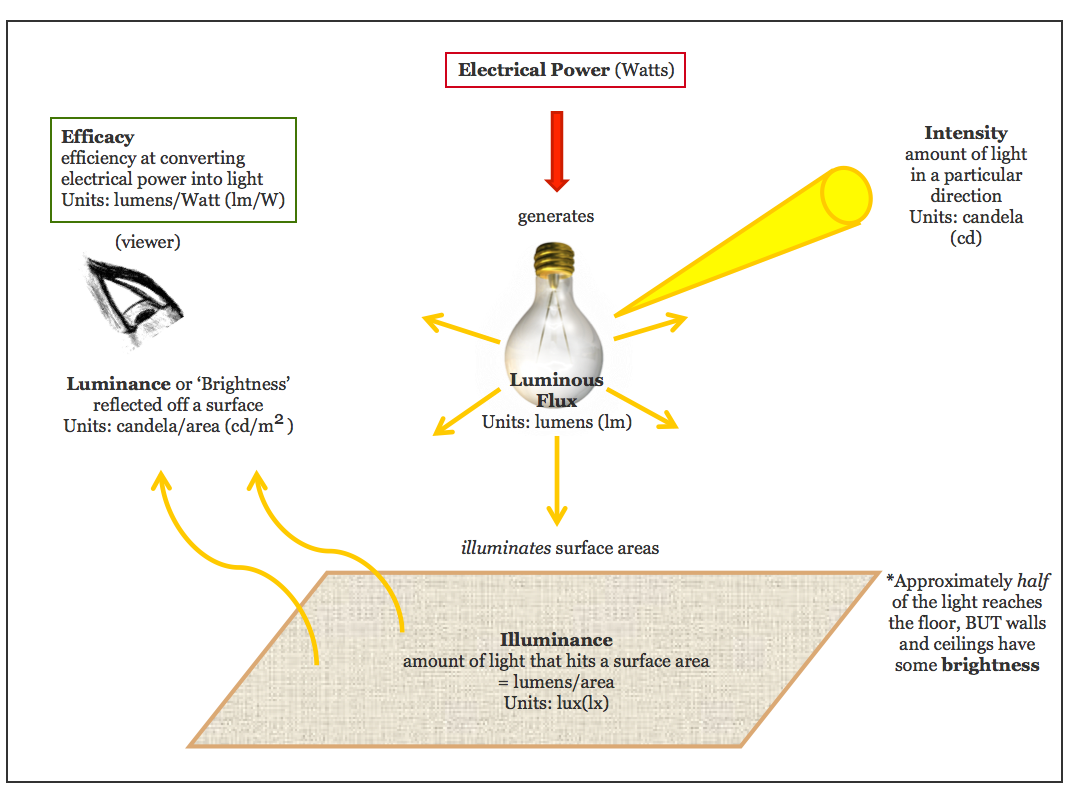 Electrical Power (Watts)
Efficacy
efficiency at converting
electrical power into light
Units: lumens/Watt (lm/W)
(viewer)
generates
Intensity
amount of light
in a particular
direction
Units: candela
(cd)
Luminance or ‘Brightness’
reflected off a surface
Units: candela/area (cd/m²)
Luminous
Flux
Units: lumens (lm)
illuminates surface areas
*Approximately half
of the light reaches
the floor, BUT walls
and ceilings have
some brightness
Illuminance
amount of light that hits a surface area
= lumens/area
Units: lux(lx)